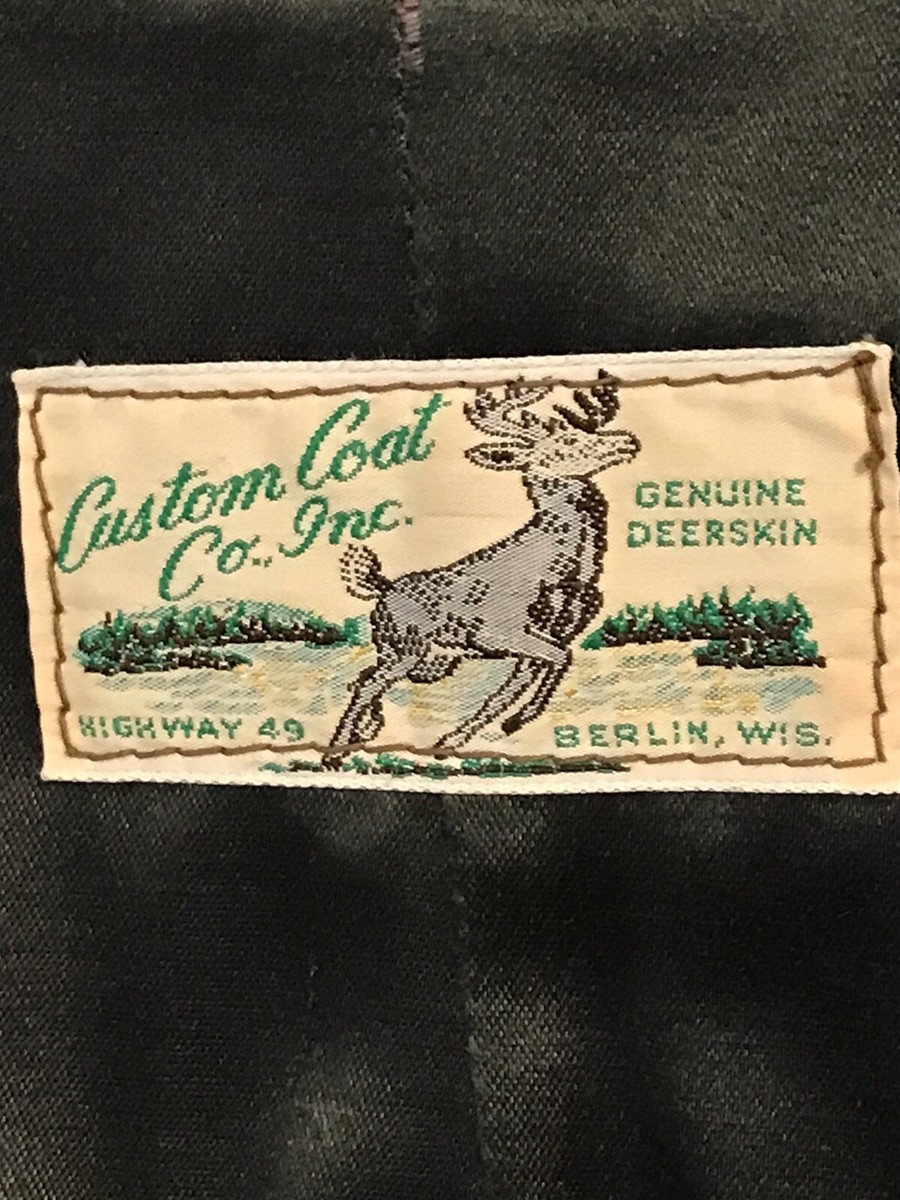 Custom Coat
Co., Inc.
GENUINE
DEERSKIN
HIGHWAY 49
BERLIN, WIS.